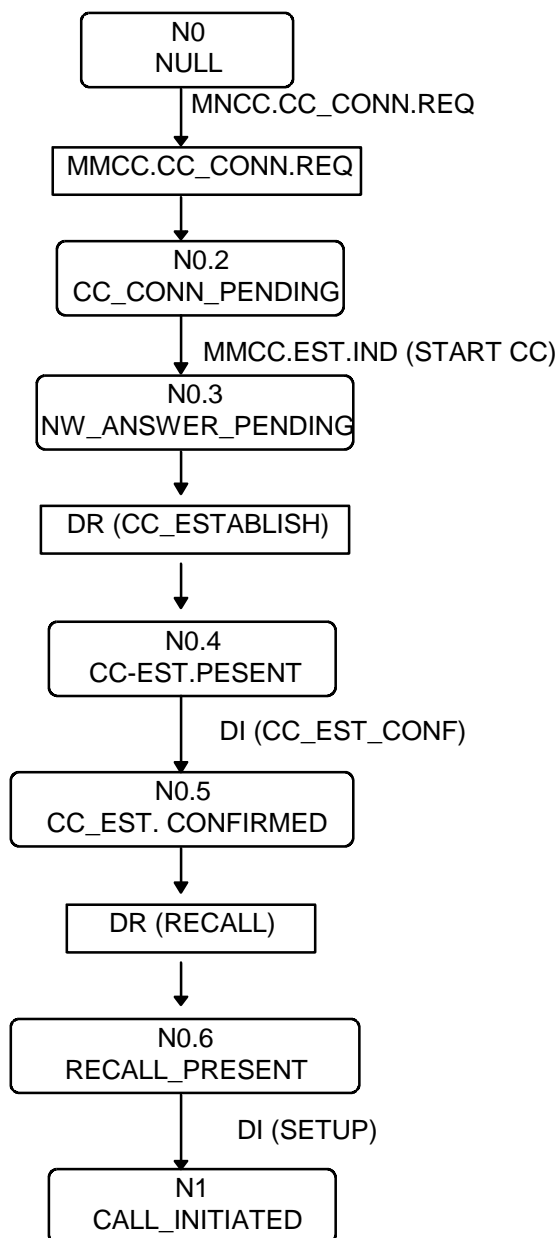 N0
NULL
MNCC.CC_CONN.REQ
MMCC.CC_CONN.REQ
N0.2
CC_CONN_PENDING
MMCC.EST.IND (START CC)
N0.3
NW_ANSWER_PENDING
DR (CC_ESTABLISH)
N0.4
CC-EST.PESENT
DI (CC_EST_CONF)
N0.5
CC_EST. CONFIRMED
DR (RECALL)
N0.6
RECALL_PRESENT
DI (SETUP)
N1
CALL_INITIATED